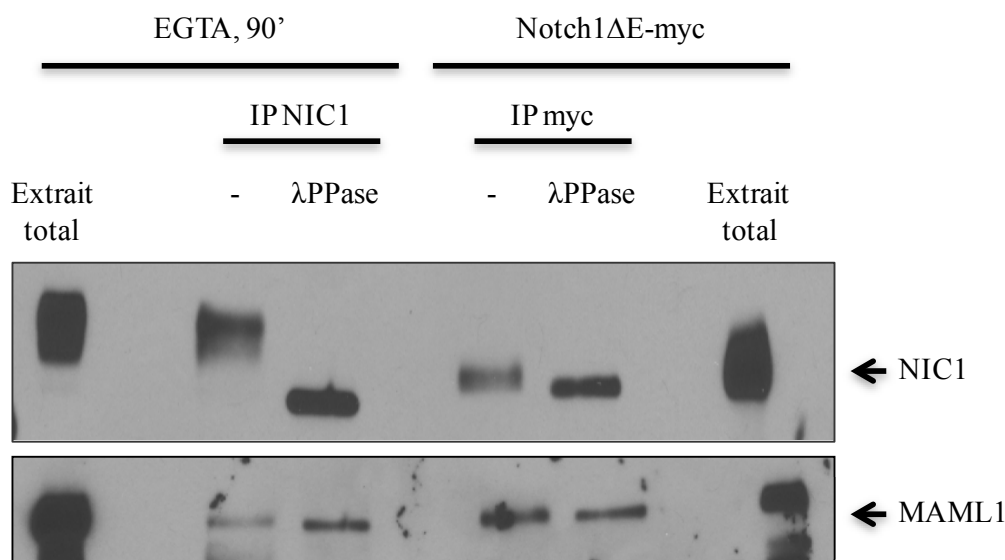 EGTA, 90’ Notch1ΔE-myc
IP NIC1 IP myc
Extrait total - λPPase - λPPase Extrait total
NIC1
MAML1